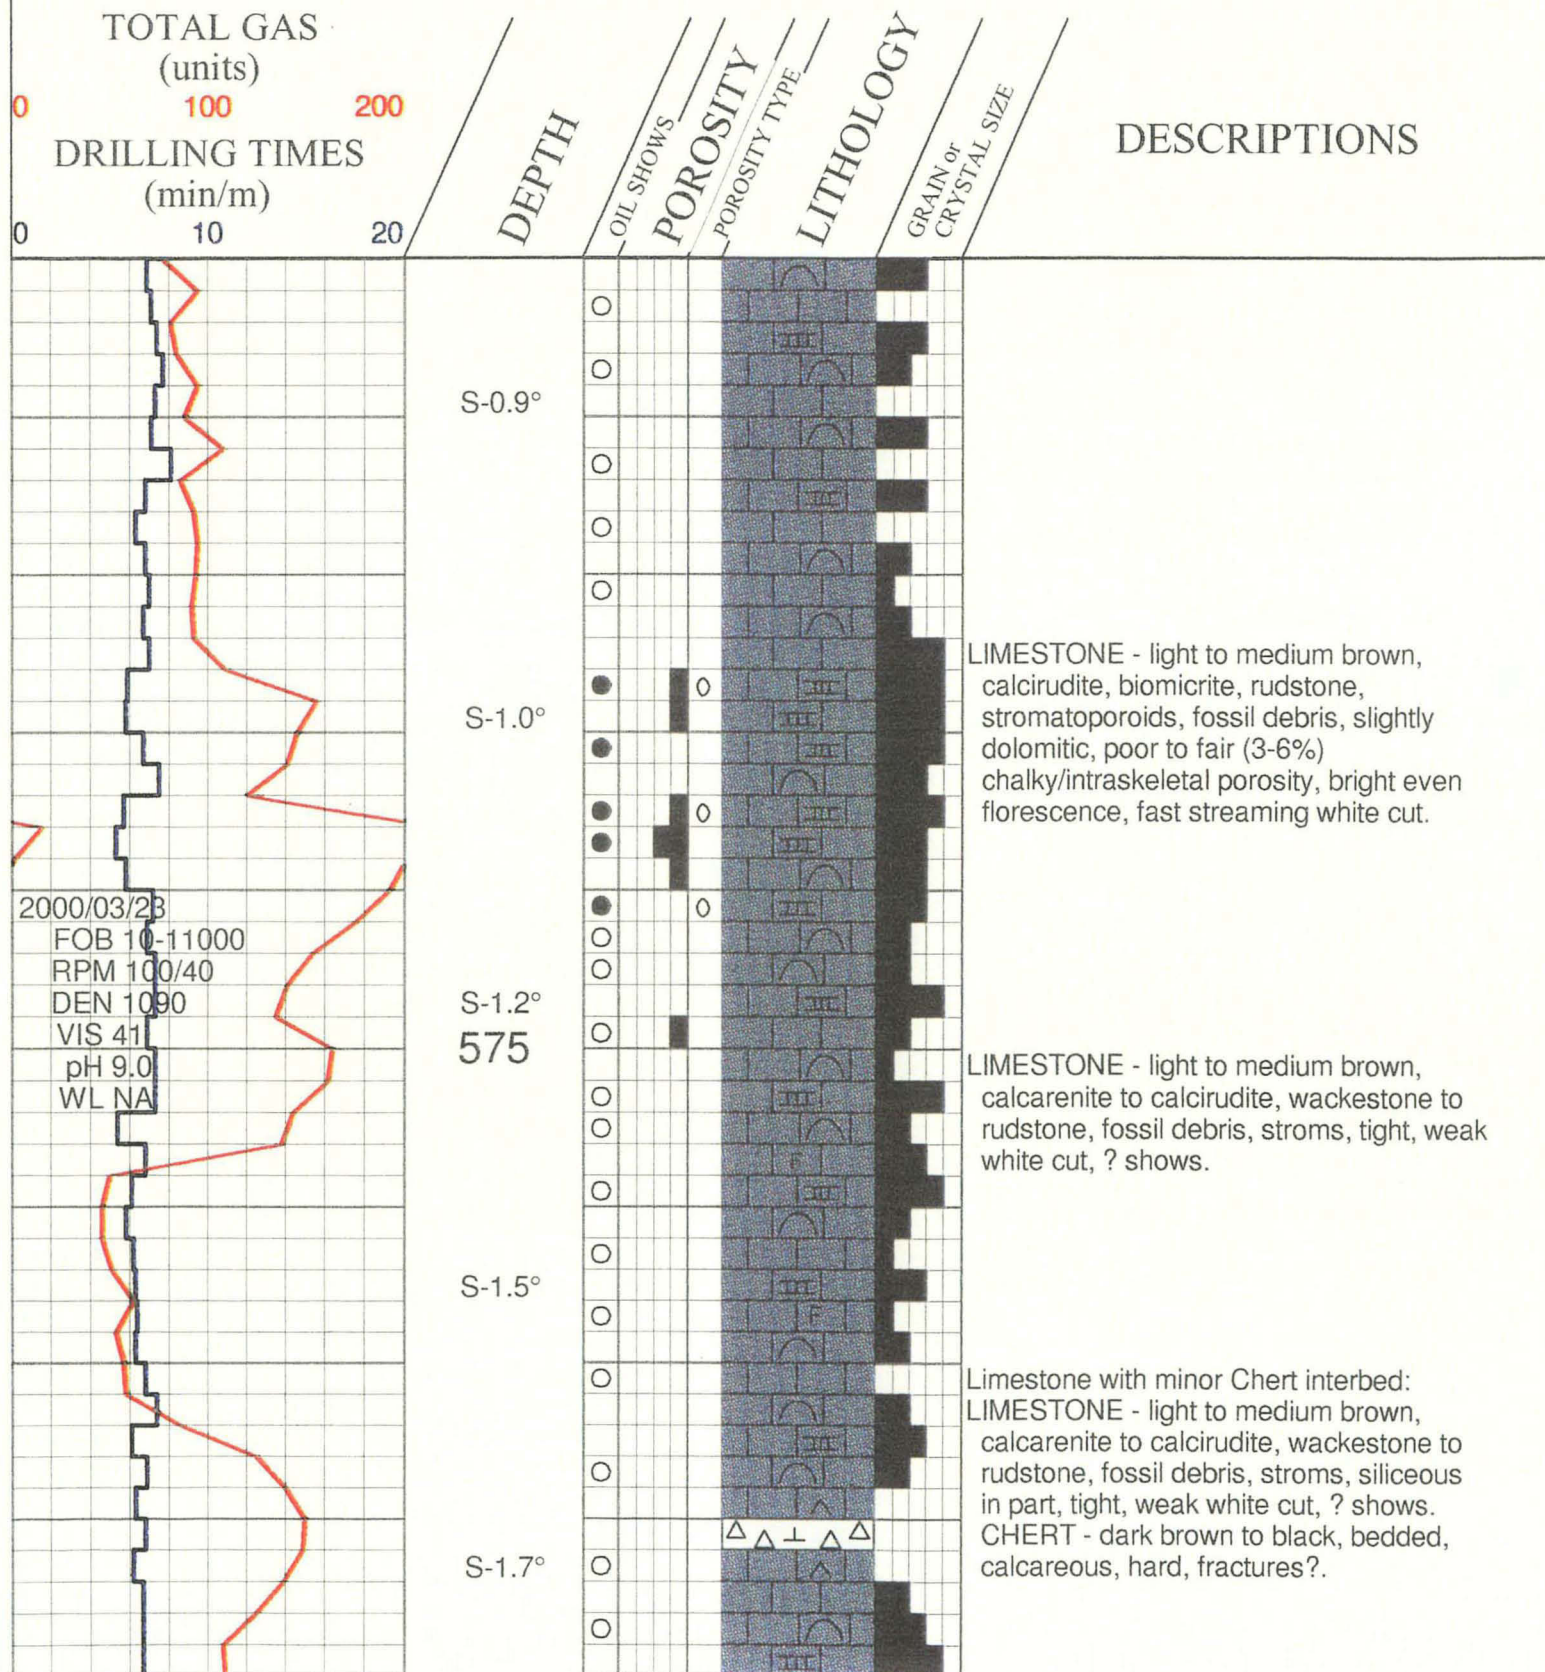 TOTAL GAS
(units)
0 100 200
DRILLING TIMES
(min/m)
0 10 20
DEPTH
OIL SHOWS
POROSITY
POROSITY TYPE
LITHOLOGY
GRAIN or
CRYSTAL SIZE
DESCRIPTIONS
S-0.9°
LIMESTONE - light to medium brown,
calcirudite, biomicrite, rudstone,
stromatoporoids, fossil debris, slightly
dolomitic, poor to fair (3-6%)
chalky/intraskeletal porosity, bright even
florescence, fast streaming white cut.
S-1.0°
2000/03/23
FOB 10-11000
RPM 100/40
DEN 1090
VIS 41
pH 9.0
WL NA
S-1.2°
575
LIMESTONE - light to medium brown,
calcarenite to calcirudite, wackestone to
rudstone, fossil debris, stroms, tight, weak
white cut, ? shows.
F
S-1.5°
F
Limestone with minor Chert interbed:
LIMESTONE - light to medium brown,
calcarenite to calcirudite, wackestone to
rudstone, fossil debris, stroms, siliceous
in part, tight, weak white cut, ? shows.
CHERT - dark brown to black, bedded,
calcareous, hard, fractures?.
S-1.7°